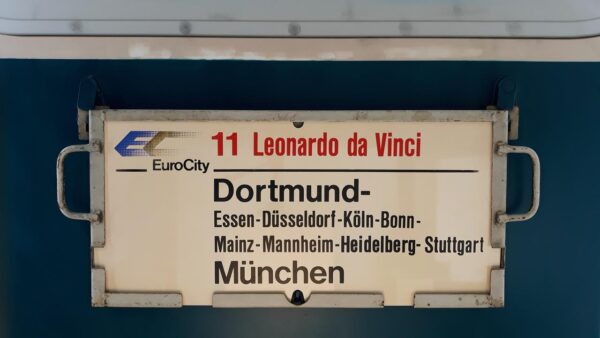 EC
EuroCity
11 Leonardo da Vinci
Dortmund-
Essen-Düsseldorf-Köln-Bonn-
Mainz-Mannheim-Heidelberg- Stuttgart
München